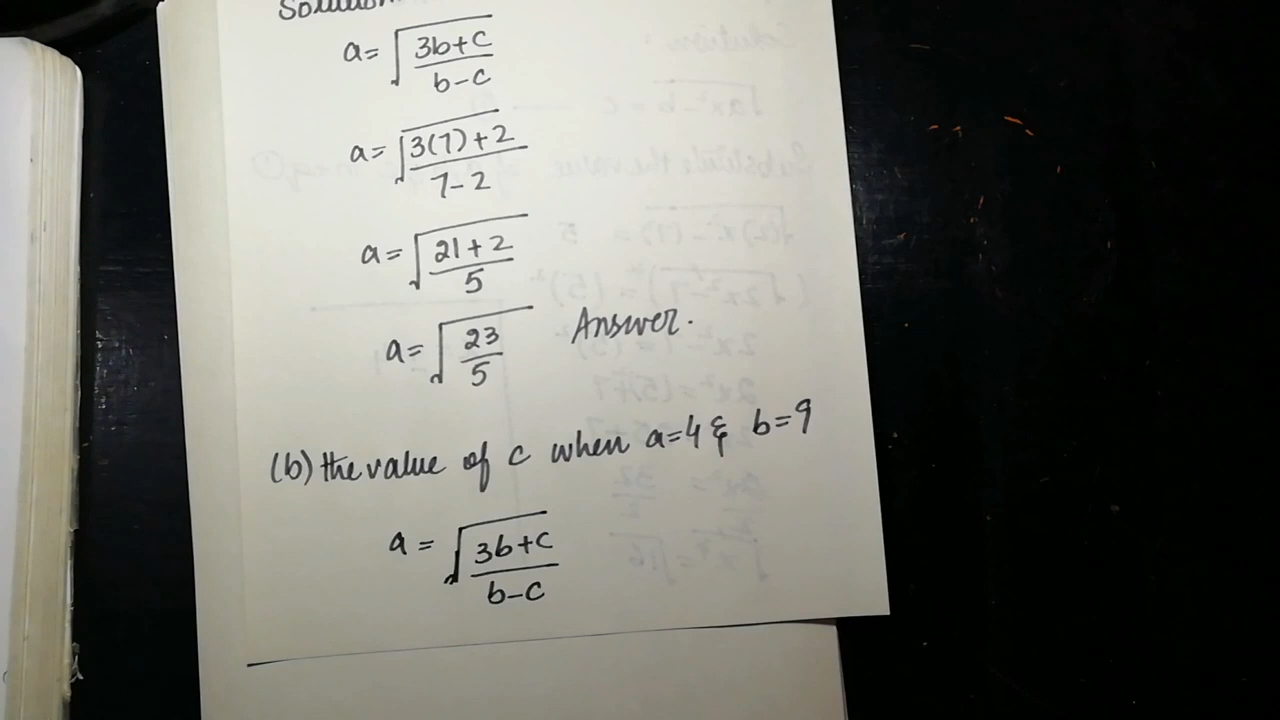 Solution
a = √(3b+c / b-c)
a = √(3(7)+2 / 7-2)
a = √(21+2 / 5)
a = √(23 / 5) Answer.
(b) the value of c when a=4 & b=9
a = √(3b+c / b-c)